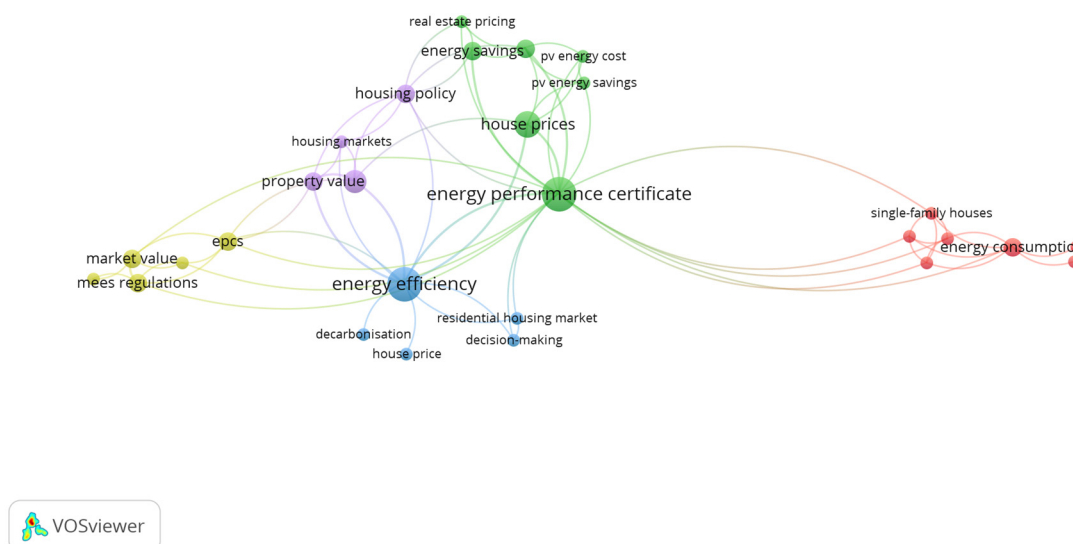 real estate pricing
energy savings
pv energy cost
pv energy savings
housing policy
house prices
housing markets
property value
energy performance certificate
single-family houses
epcs
energy consumptio
market value
mees regulations
energy efficiency
residential housing market
decarbonisation
decision-making
house price
VOSviewer